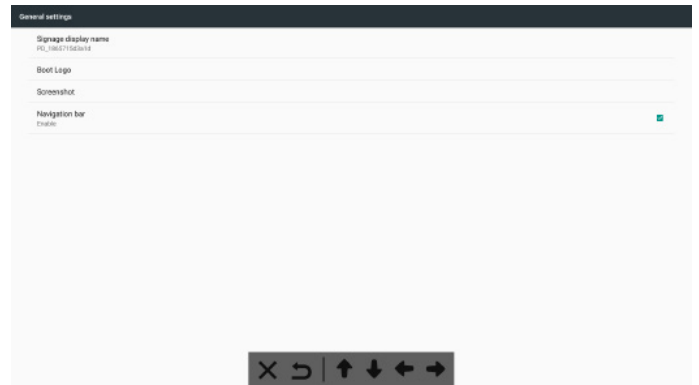 General settings
Signage display name
Boot Logo
Screenshot
Navigation bar
Enable